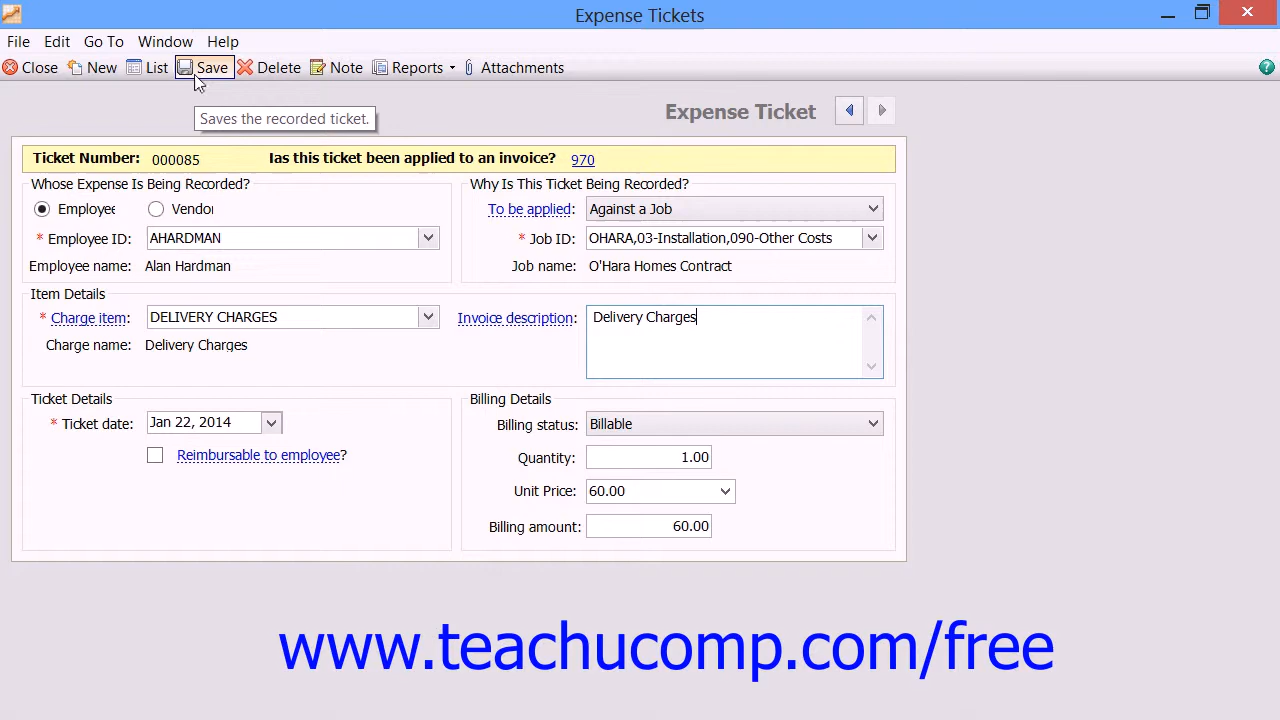 Expense Tickets
File Edit Go To Window Help
Close New List Save Delete Note Reports Attachments
Saves the recorded ticket.
Expense Ticket
Ticket Number: 000085 Ias this ticket been applied to an invoice? 970
Whose Expense Is Being Recorded? Why Is This Ticket Being Recorded?
Employee Vendor To be applied: Against a Job
* Employee ID: AHARDMAN * Job ID: OHARA,03-Installation,090-Other Costs
Employee name: Alan Hardman Job name: O'Hara Homes Contract
Item Details
* Charge item: DELIVERY CHARGES Invoice description: Delivery Charges
Charge name: Delivery Charges
Ticket Details Billing Details
* Ticket date: Jan 22, 2014 Billing status: Billable
Reimbursable to employee? Quantity: 1.00
Unit Price: 60.00
Billing amount: 60.00
www.teachucomp.com/free